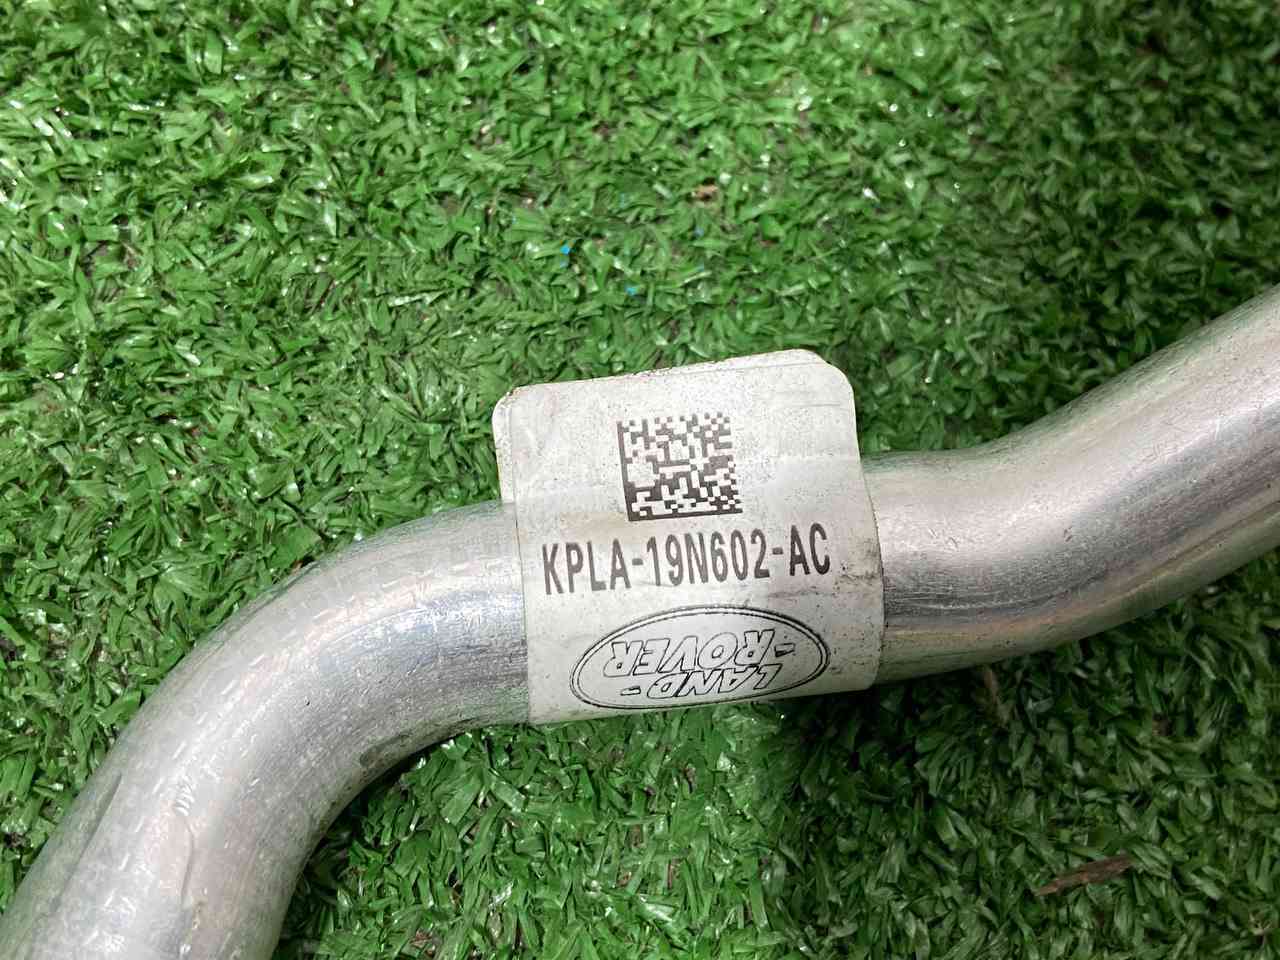 KPLA-19N602-AC
LAND-
-ROVER